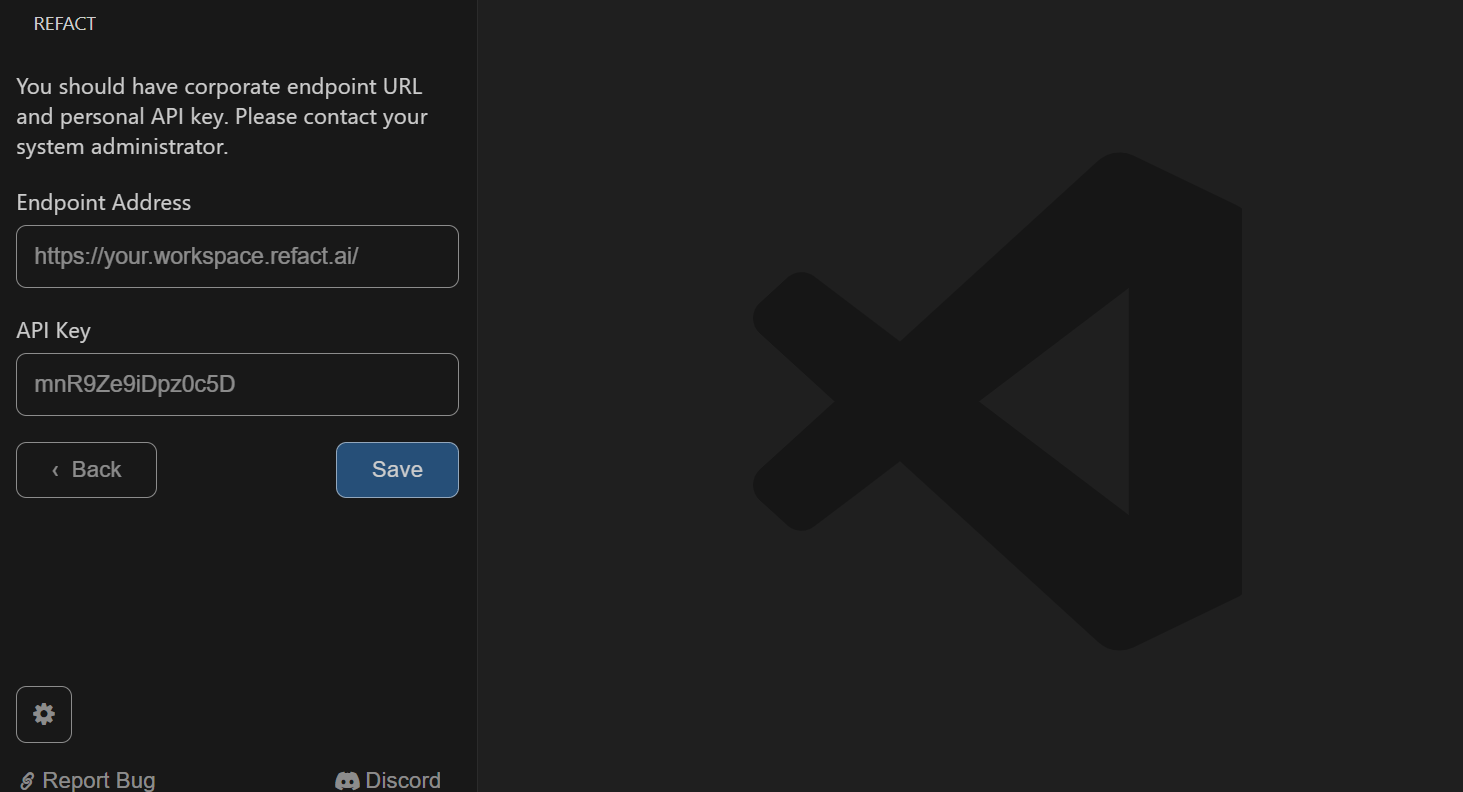 REFACT
You should have corporate endpoint URL
and personal API key. Please contact your
system administrator.
Endpoint Address
https://your.workspace.refact.ai/
API Key
mnR9Ze9iDpz0c5D
‹ Back
Save
Report Bug
Discord